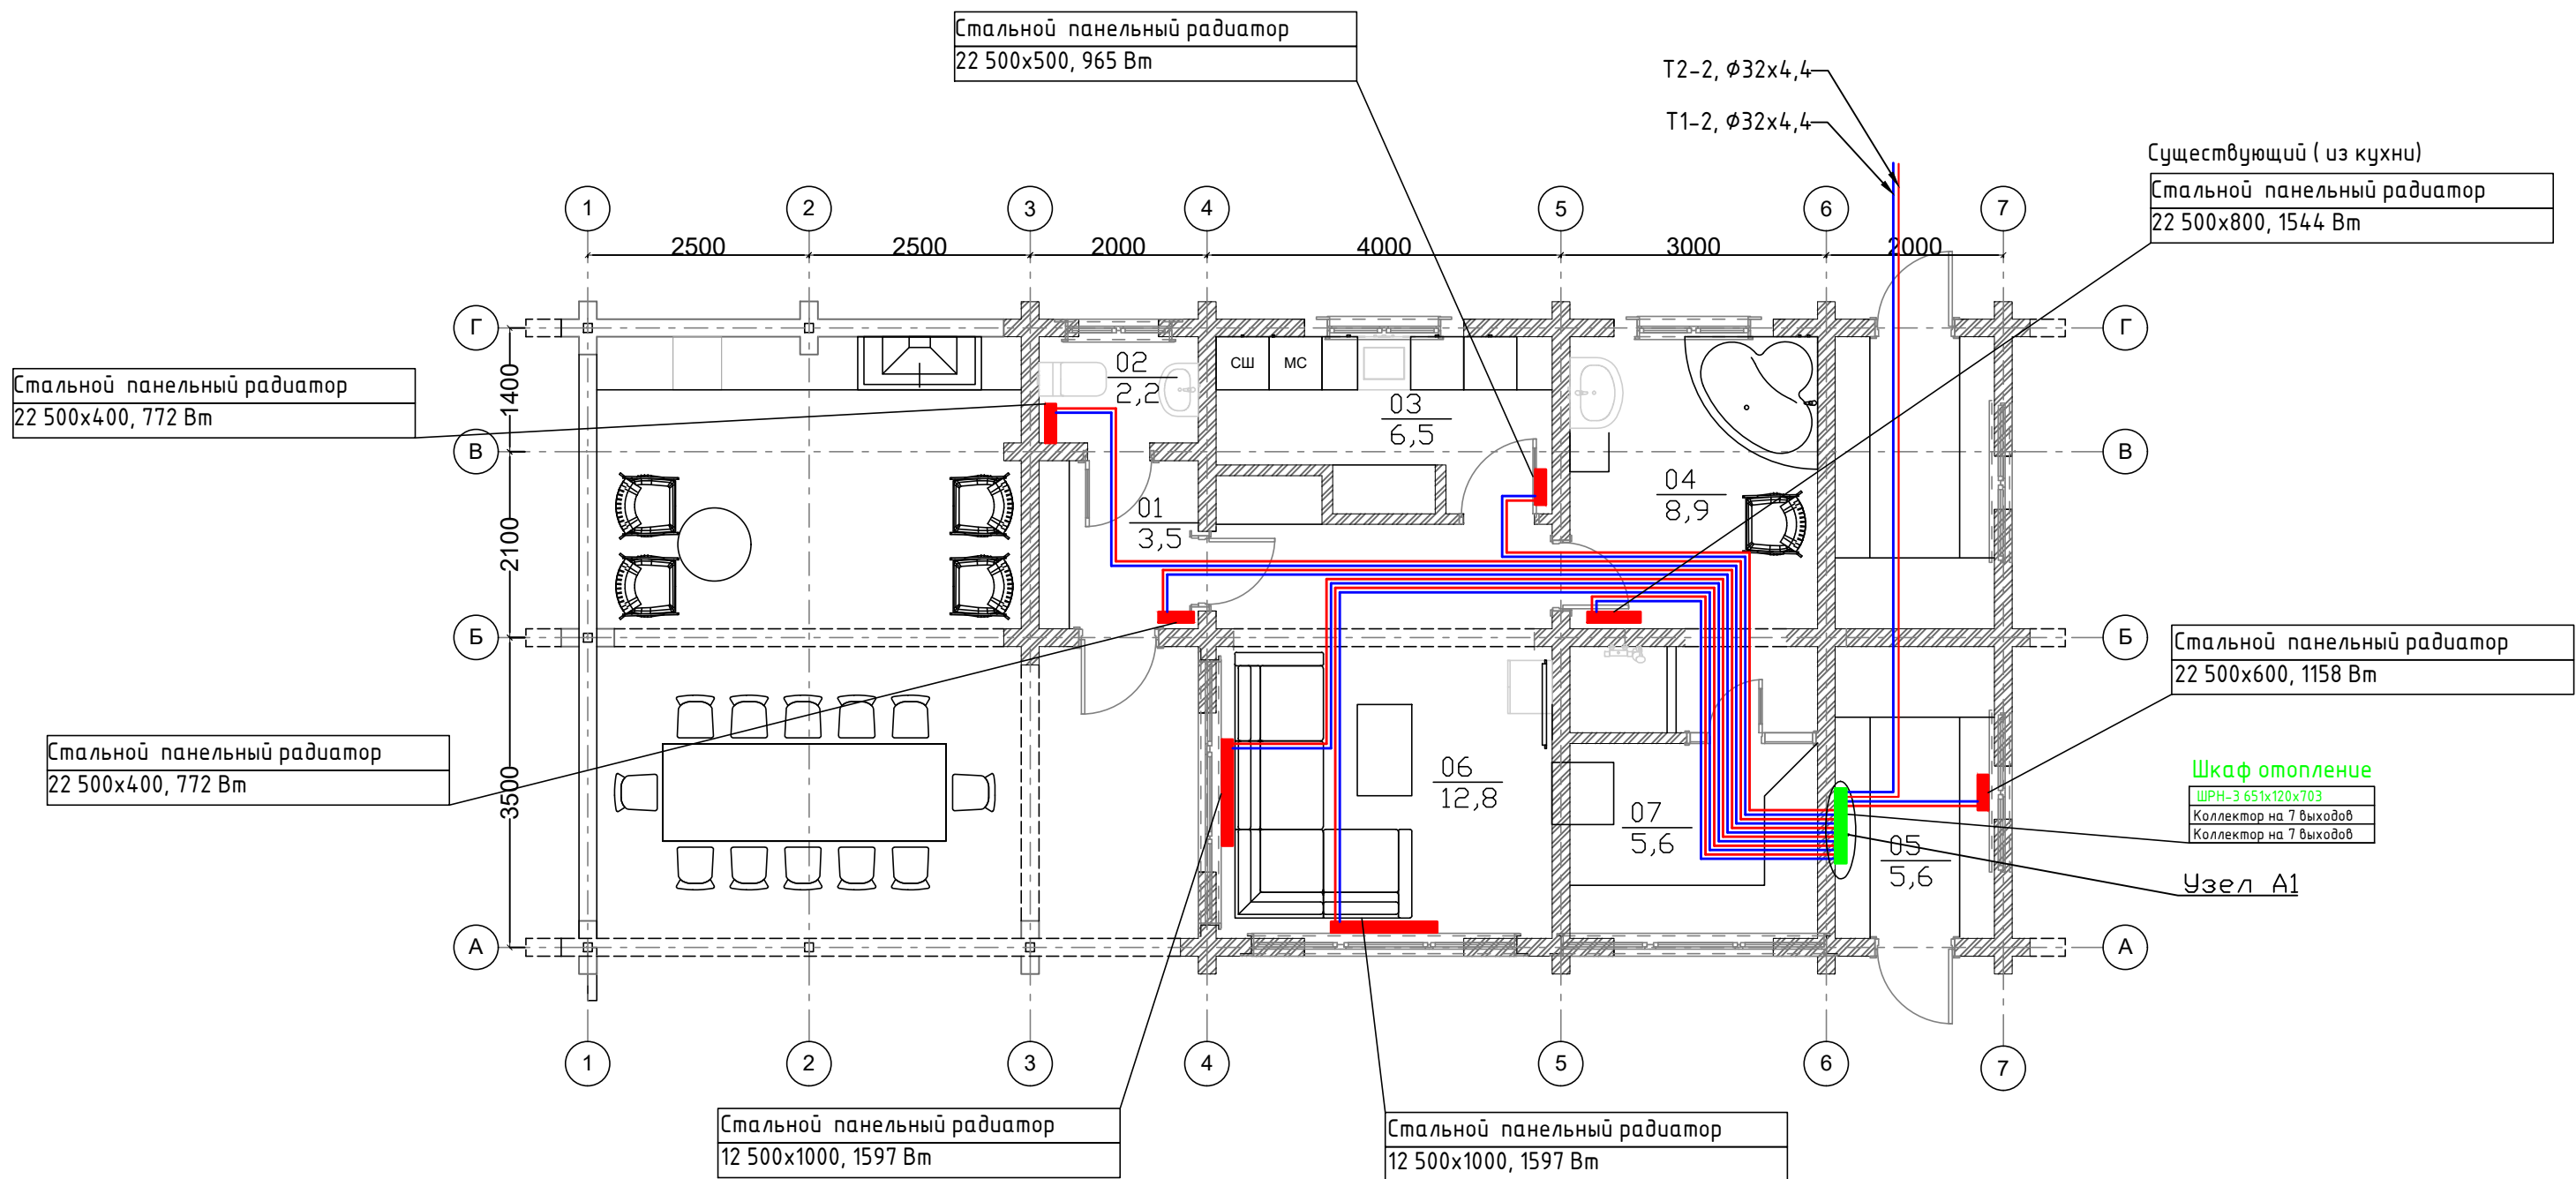 Стальной панельный радиатор
22 500х500, 965 Вт
Т2-2, Ф32х4,4
Т1-2, Ф32х4,4
Существующий ( из кухни)
Стальной панельный радиатор
22 500х800, 1544 Вт
1 2 3 4 5 6 7
2500 2500 2000 4000 3000 2000
Г Г
СШ МС
02
2,2
Стальной панельный радиатор
22 500х400, 772 Вт
1400
03
6,5
В В
04
8,9
01
3,5
2100
Б Б
Стальной панельный радиатор
22 500х600, 1158 Вт
Стальной панельный радиатор
22 500х400, 772 Вт
3500
06
12,8
07
5,6
05
5,6
Шкаф отопление
ШРН-3 651х120х703
Коллектор на 7 выходов
Коллектор на 7 выходов
Узел А1
А А
1 2 3 4 5 6 7
Стальной панельный радиатор
12 500х1000, 1597 Вт
Стальной панельный радиатор
12 500х1000, 1597 Вт